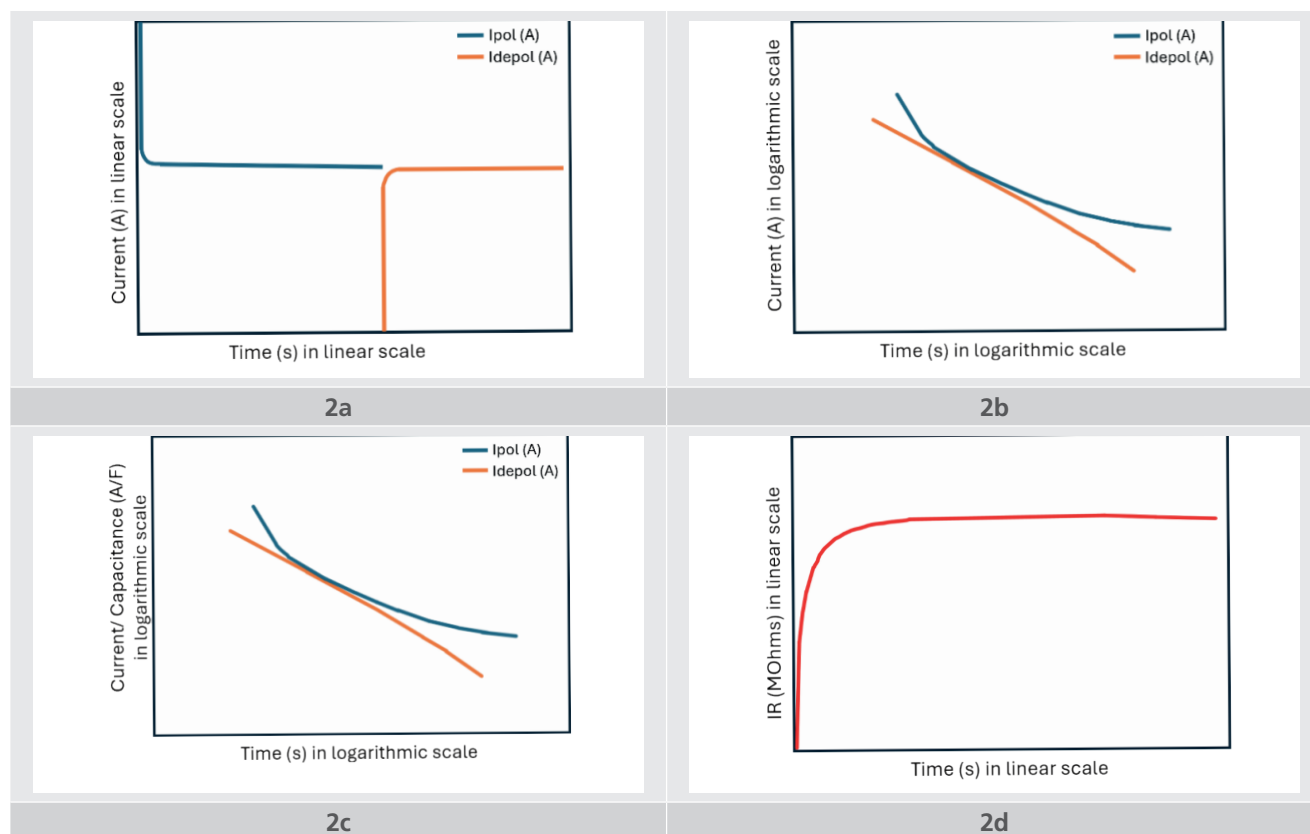 Ipol (A)
Idepol (A)
Current (A) in linear scale
Time (s) in linear scale
2a
Ipol (A)
Idepol (A)
Current (A) in logarithmic scale
Time (s) in logarithmic scale
2b
Ipol (A)
Idepol (A)
Current/ Capacitance (A/F)
in logarithmic scale
Time (s) in logarithmic scale
2c
IR (MOhms) in linear scale
Time (s) in linear scale
2d